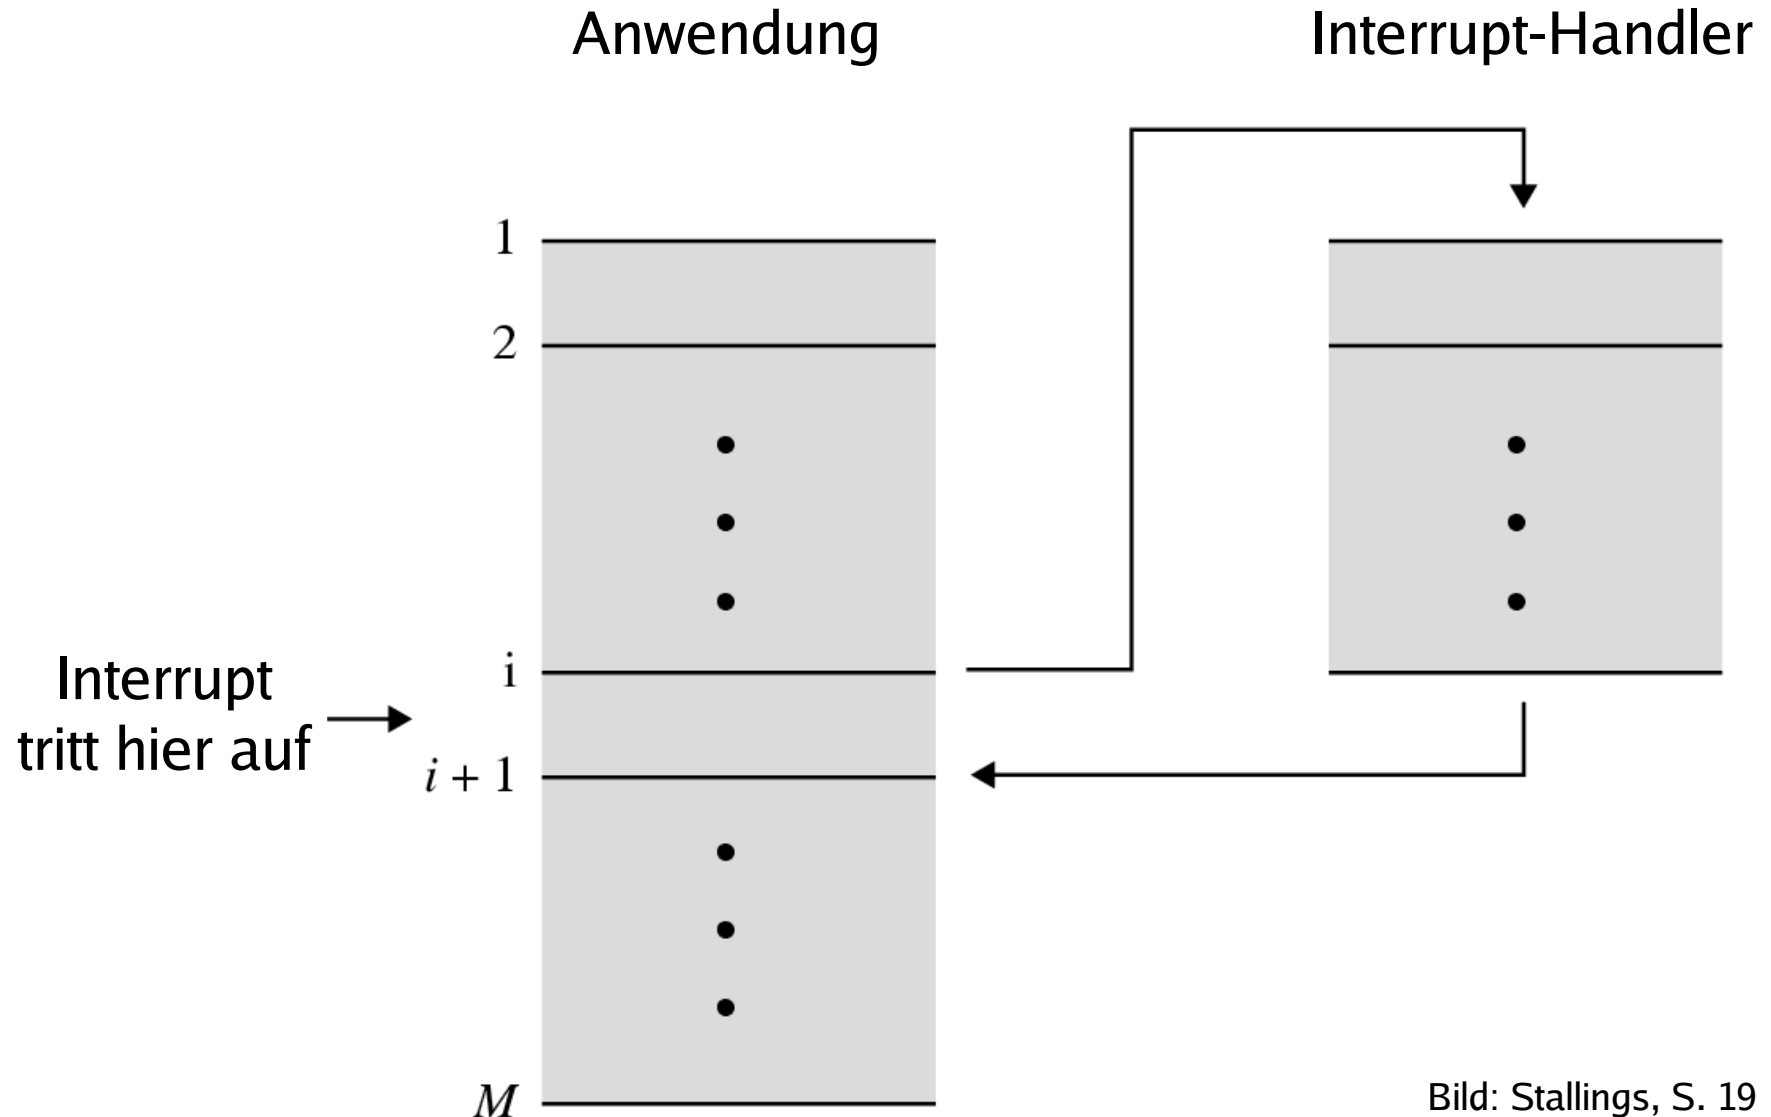 Anwendung
Interrupt-Handler
1
2
i
Interrupt
tritt hier auf
i + 1
M
Bild: Stallings, S. 19